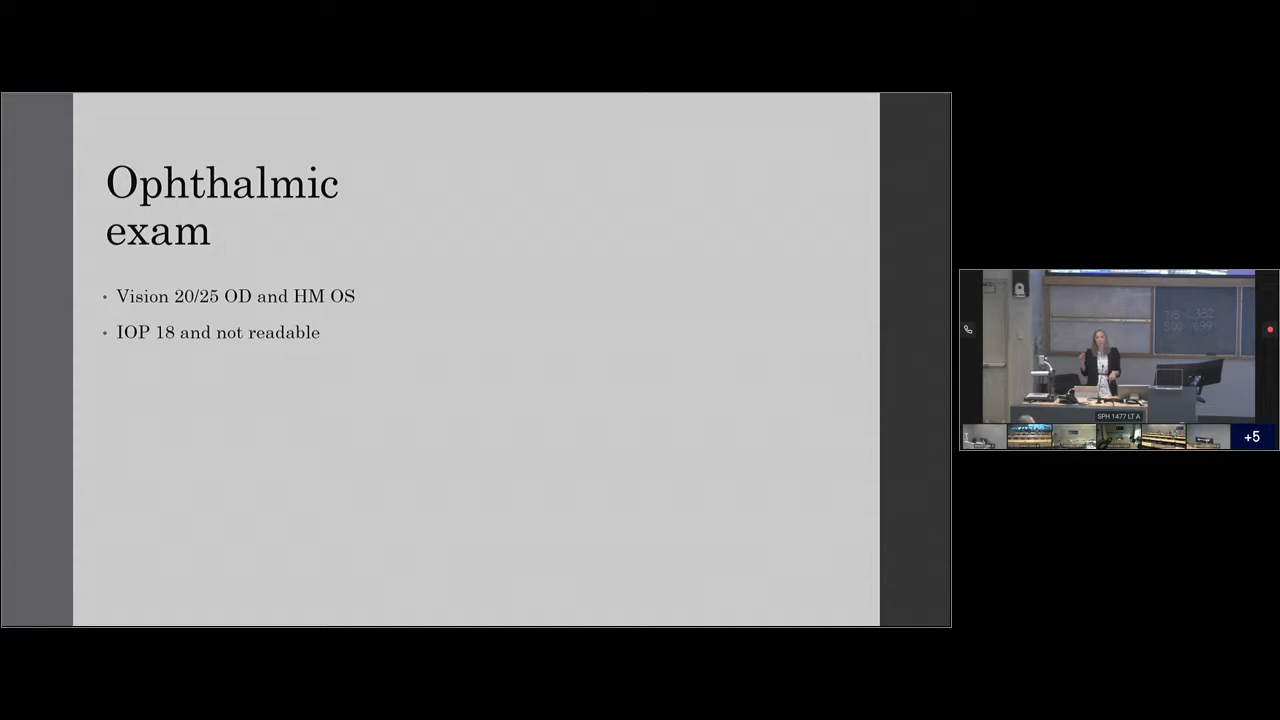 Ophthalmic
exam
• Vision 20/25 OD and HM OS
• IOP 18 and not readable
SPH 1477 LT A
+5